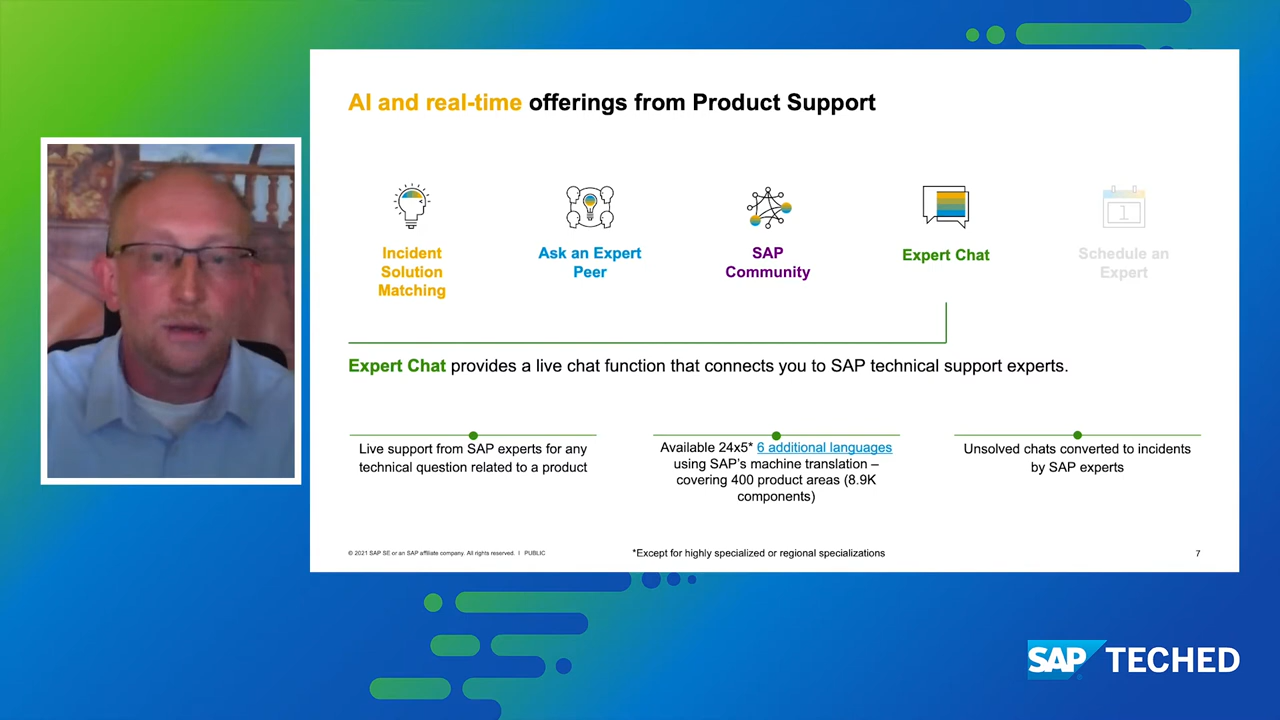 AI and real-time offerings from Product Support
Incident
Solution
Matching
Ask an Expert
Peer
SAP
Community
Expert Chat
1
Schedule an
Expert
Expert Chat provides a live chat function that connects you to SAP technical support experts.
Live support from SAP experts for any
technical question related to a product
Available 24x5* 6 additional languages
using SAP's machine translation –
covering 400 product areas (8.9K
components)
Unsolved chats converted to incidents
by SAP experts
© 2021 SAP SE or an SAP affiliate company. All rights reserved. I PUBLIC
*Except for highly specialized or regional specializations
7
SAP TECHED